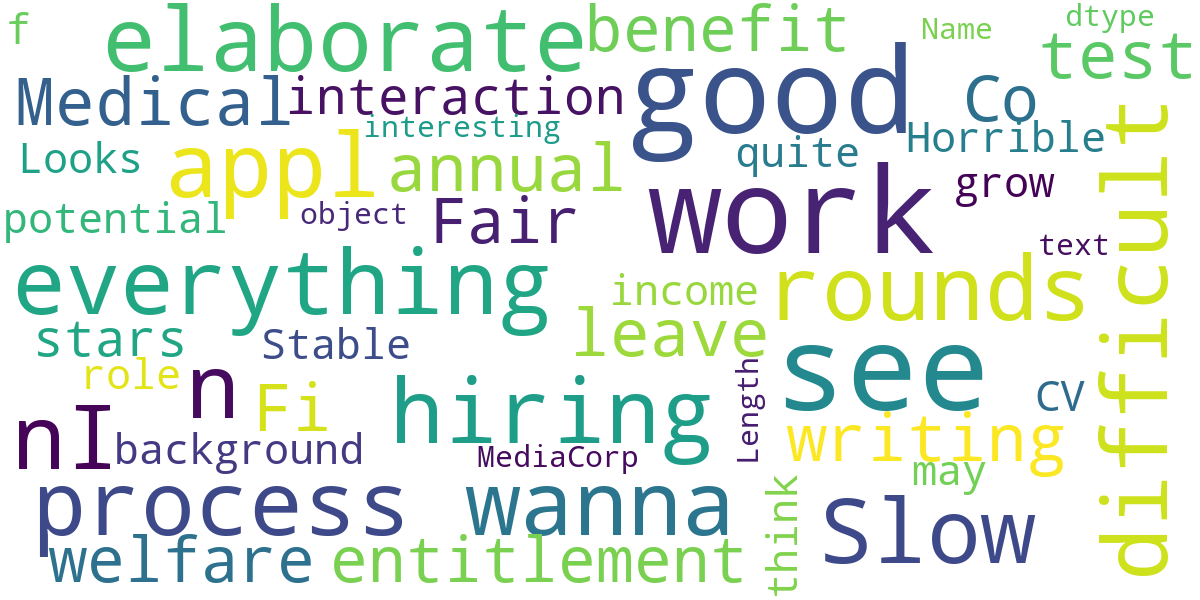 f
elaborate
benefit
Name
dtype
test
Medical
interaction
good
Co
interesting
Looks
appl
annual
quite
Horrible
difficult
potential
object
Fair
work
grow
text
everything
income
rounds
stars
Stable
leave
role
n
Fi
hiring
Length
see
CV
nI
background
MediaCorp
writing
may
process
wanna
think
Slow
welfare
entitlement